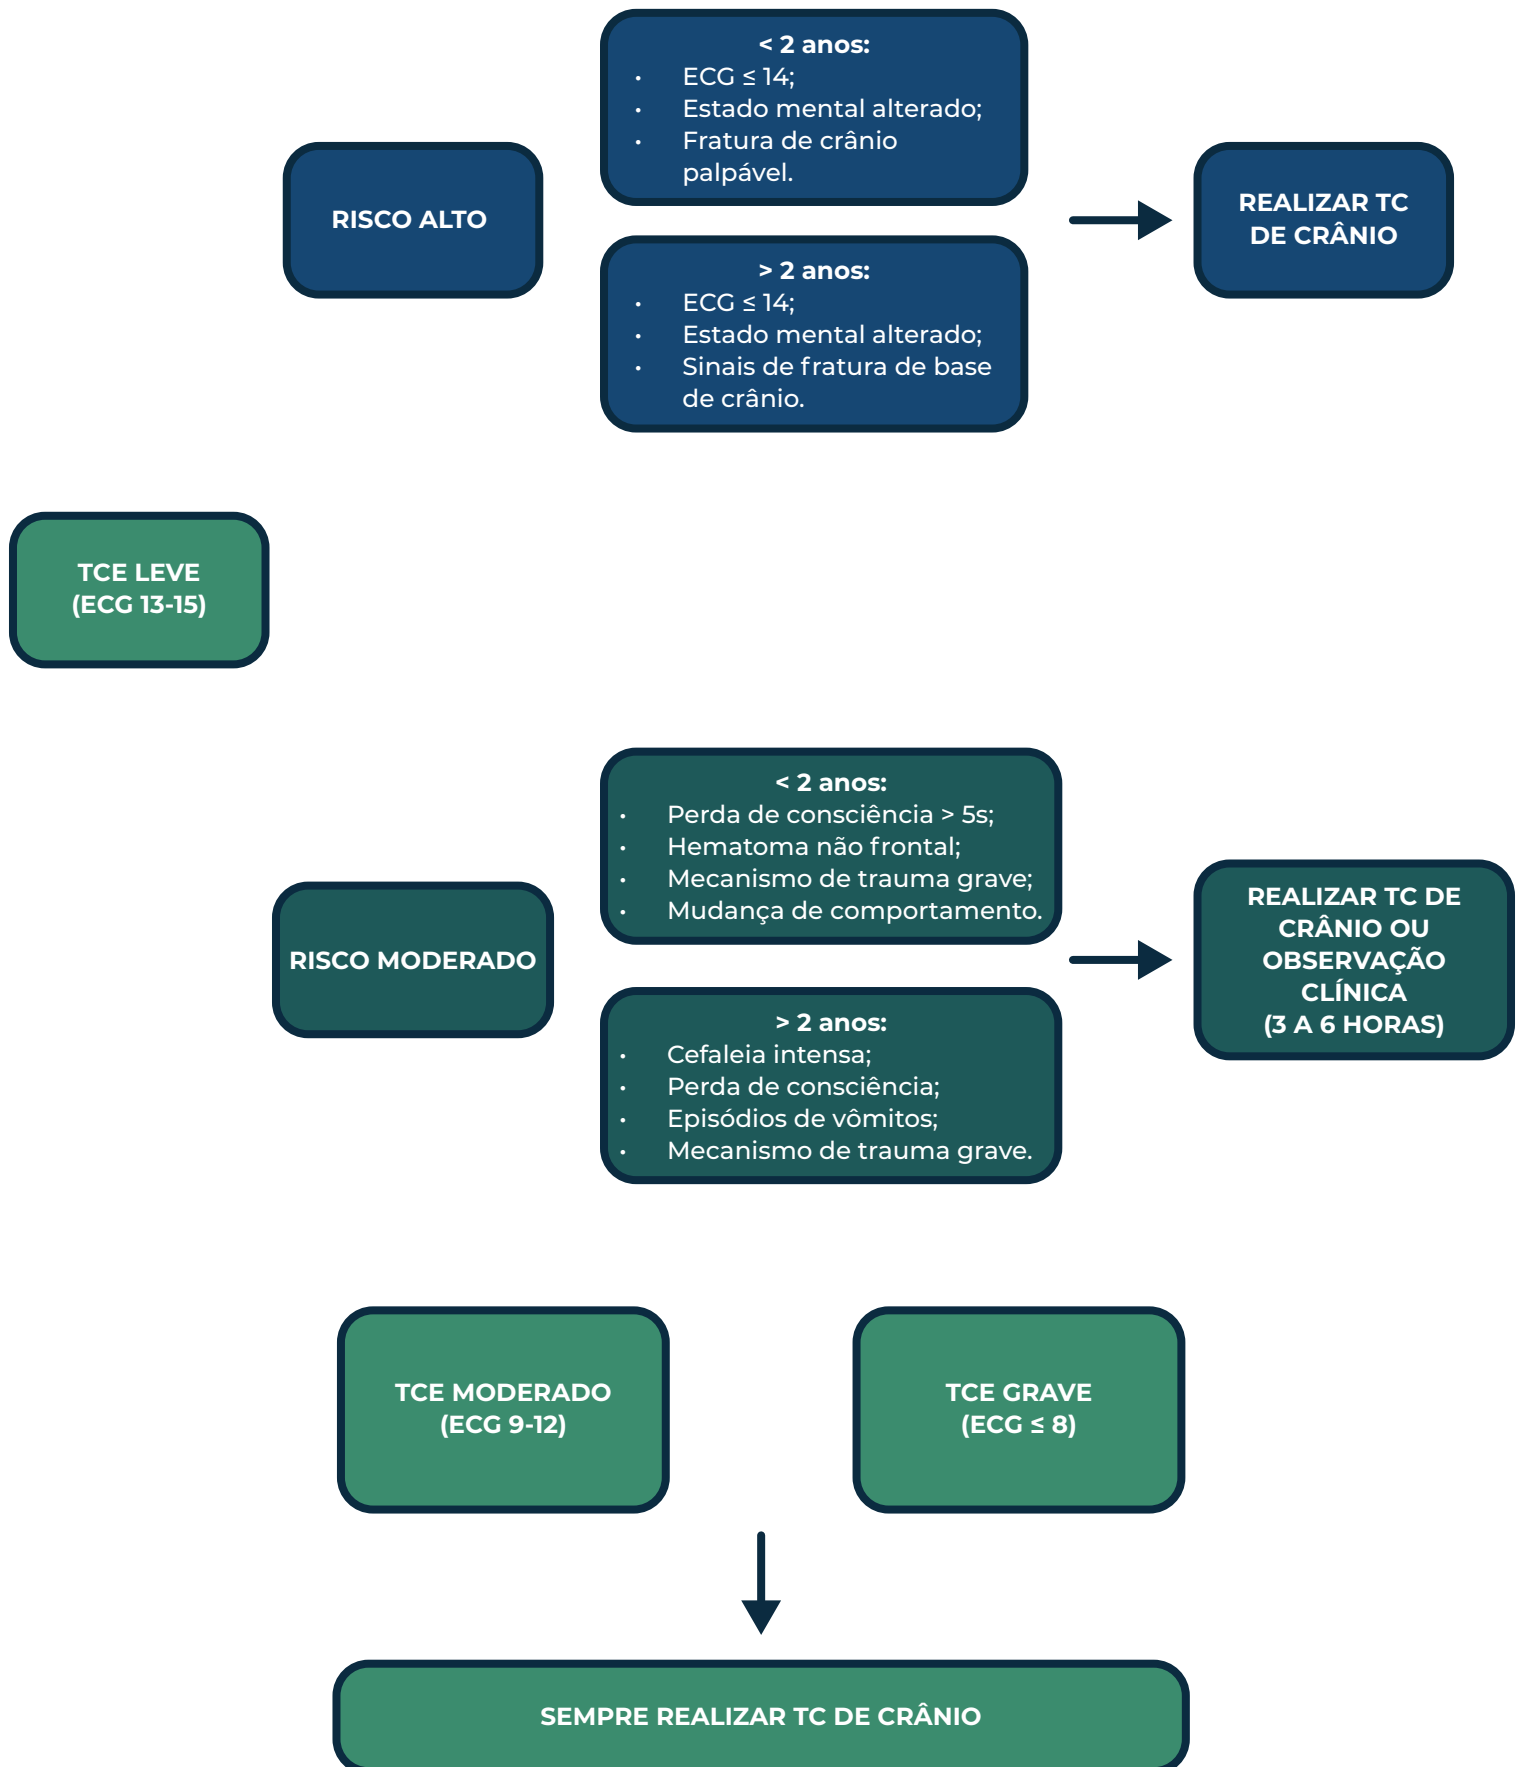 < 2 anos:
• ECG ≤ 14;
• Estado mental alterado;
• Fratura de crânio
palpável.
RISCO ALTO
REALIZAR TC
DE CRÂNIO
> 2 anos:
• ECG ≤ 14;
• Estado mental alterado;
• Sinais de fratura de base
de crânio.
TCE LEVE
(ECG 13-15)
< 2 anos:
• Perda de consciência > 5s;
• Hematoma não frontal;
• Mecanismo de trauma grave;
• Mudança de comportamento.
RISCO MODERADO
REALIZAR TC DE
CRÂNIO OU
OBSERVAÇÃO
CLÍNICA
(3 A 6 HORAS)
> 2 anos:
• Cefaleia intensa;
• Perda de consciência;
• Episódios de vômitos;
• Mecanismo de trauma grave.
TCE MODERADO
(ECG 9-12)
TCE GRAVE
(ECG ≤ 8)
SEMPRE REALIZAR TC DE CRÂNIO